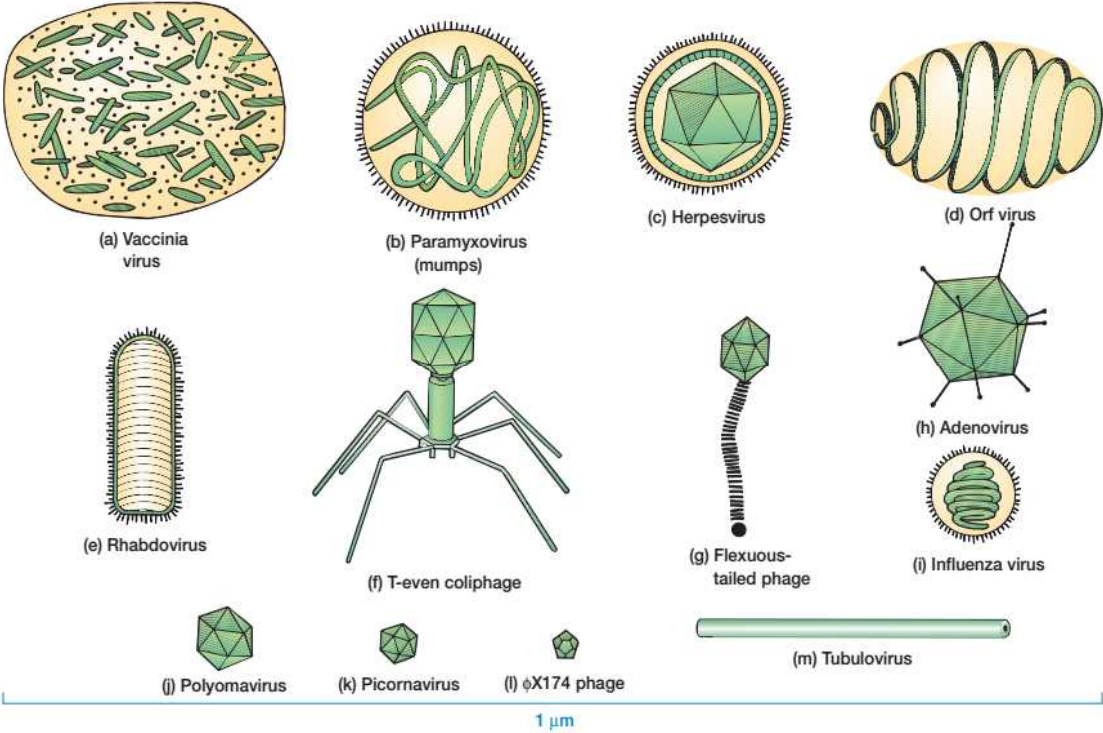 (a) Vaccinia
virus
(b) Paramyxovirus
(mumps)
(c) Herpesvirus
(d) Orf virus
(e) Rhabdovirus
(f) T-even coliphage
(g) Flexuous-
tailed phage
(h) Adenovirus
(i) Influenza virus
(j) Polyomavirus
(k) Picornavirus
(l) ϕX174 phage
(m) Tubulovirus
1 μm